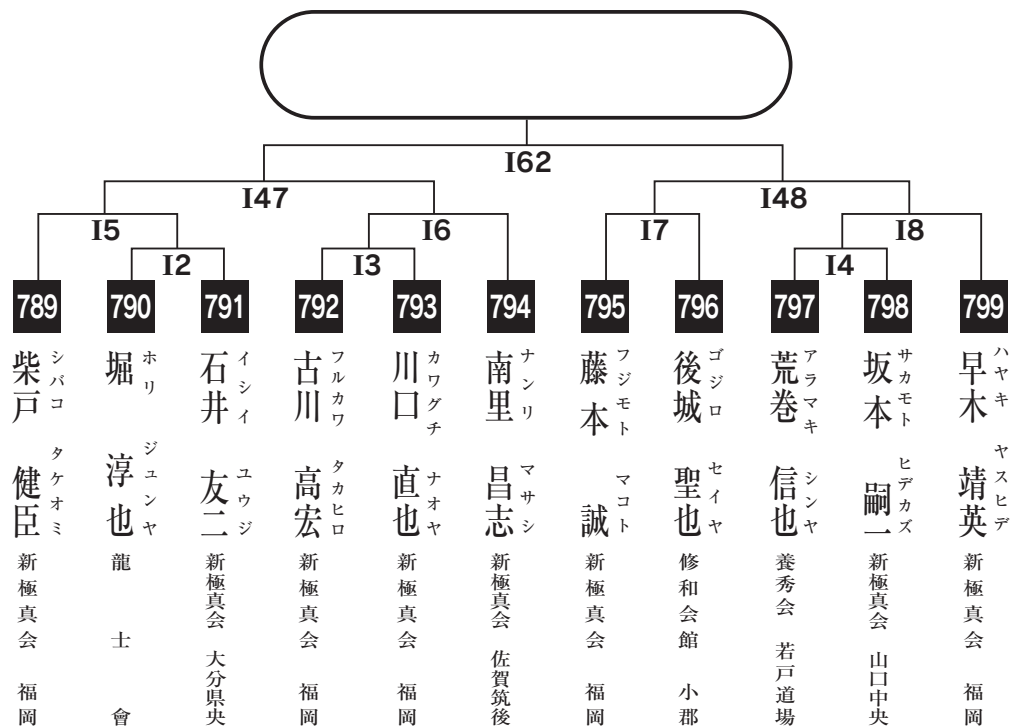 I62
I47
I48
I5
I6
I7
I8
I2
I3
I4
789
790
791
792
793
794
795
796
797
798
799
柴戸 健臣
シバコ タケオミ
新極真会 福岡
堀 淳也
ホリ ジュンヤ
龍士會
石井 友二
イシイ ユウジ
新極真会 大分県央
古川 高宏
フルカワ タカヒロ
新極真会 福岡
川口 直也
カワグチ ナオヤ
新極真会 福岡
南里 昌志
ナンリ マサシ
新極真会 佐賀筑後
藤本 誠
フジモト マコト
新極真会 福岡
後城 聖也
ゴジロ セイヤ
修和会館 小郡
荒巻 信也
アラマキ シンヤ
養秀会 若戸道場
坂本 嗣一
サカモト ヒデカズ
新極真会 山口中央
早木 靖英
ハヤキ ヤスヒデ
新極真会 福岡